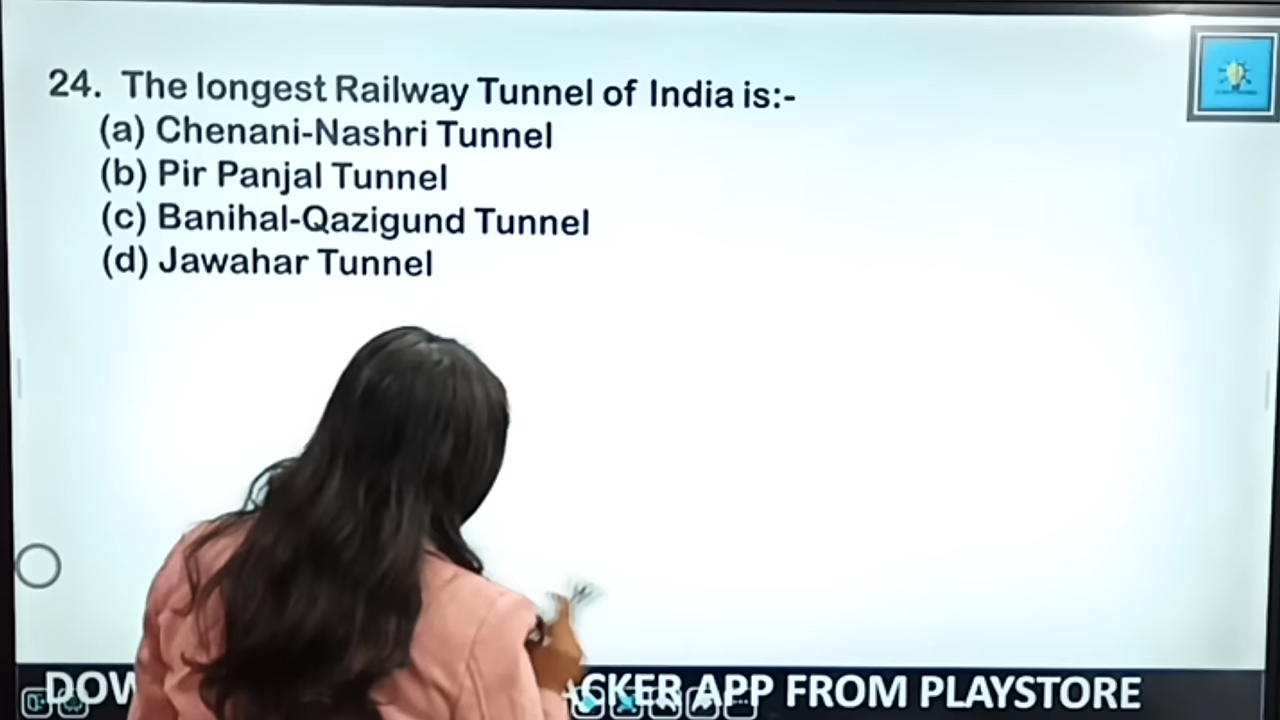 24. The longest Railway Tunnel of India is:-
(a) Chenani-Nashri Tunnel
(b) Pir Panjal Tunnel
(c) Banihal-Qazigund Tunnel
(d) Jawahar Tunnel
APP FROM PLAYSTORE